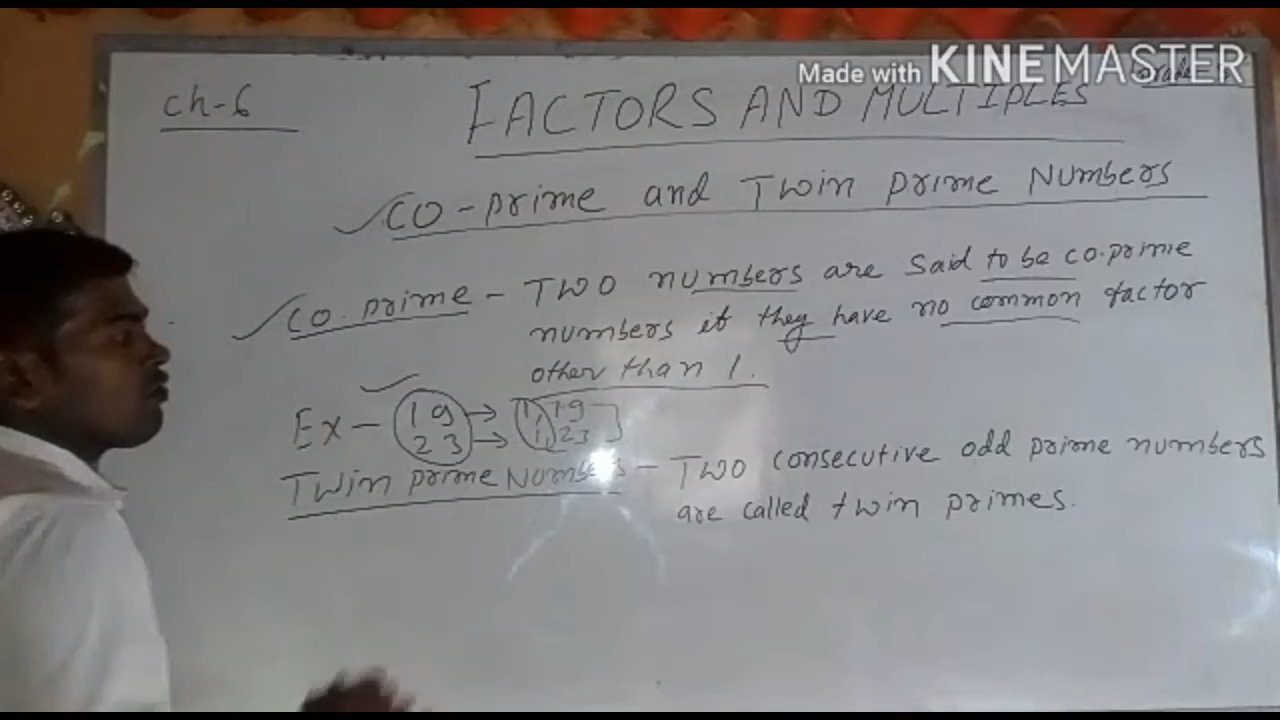 Made with KINEMASTER
Ch-6
FACTORS AND MULTIPLES
CO-prime and Twin prime Numbers
CO.prime - Two numbers are said to be co.prime
numbers if they have no common factor
other than 1.
Ex - 19 → 1, 19
23 → 1, 23
Twin prime Numbers - Two consecutive odd prime numbers
are called twin primes.